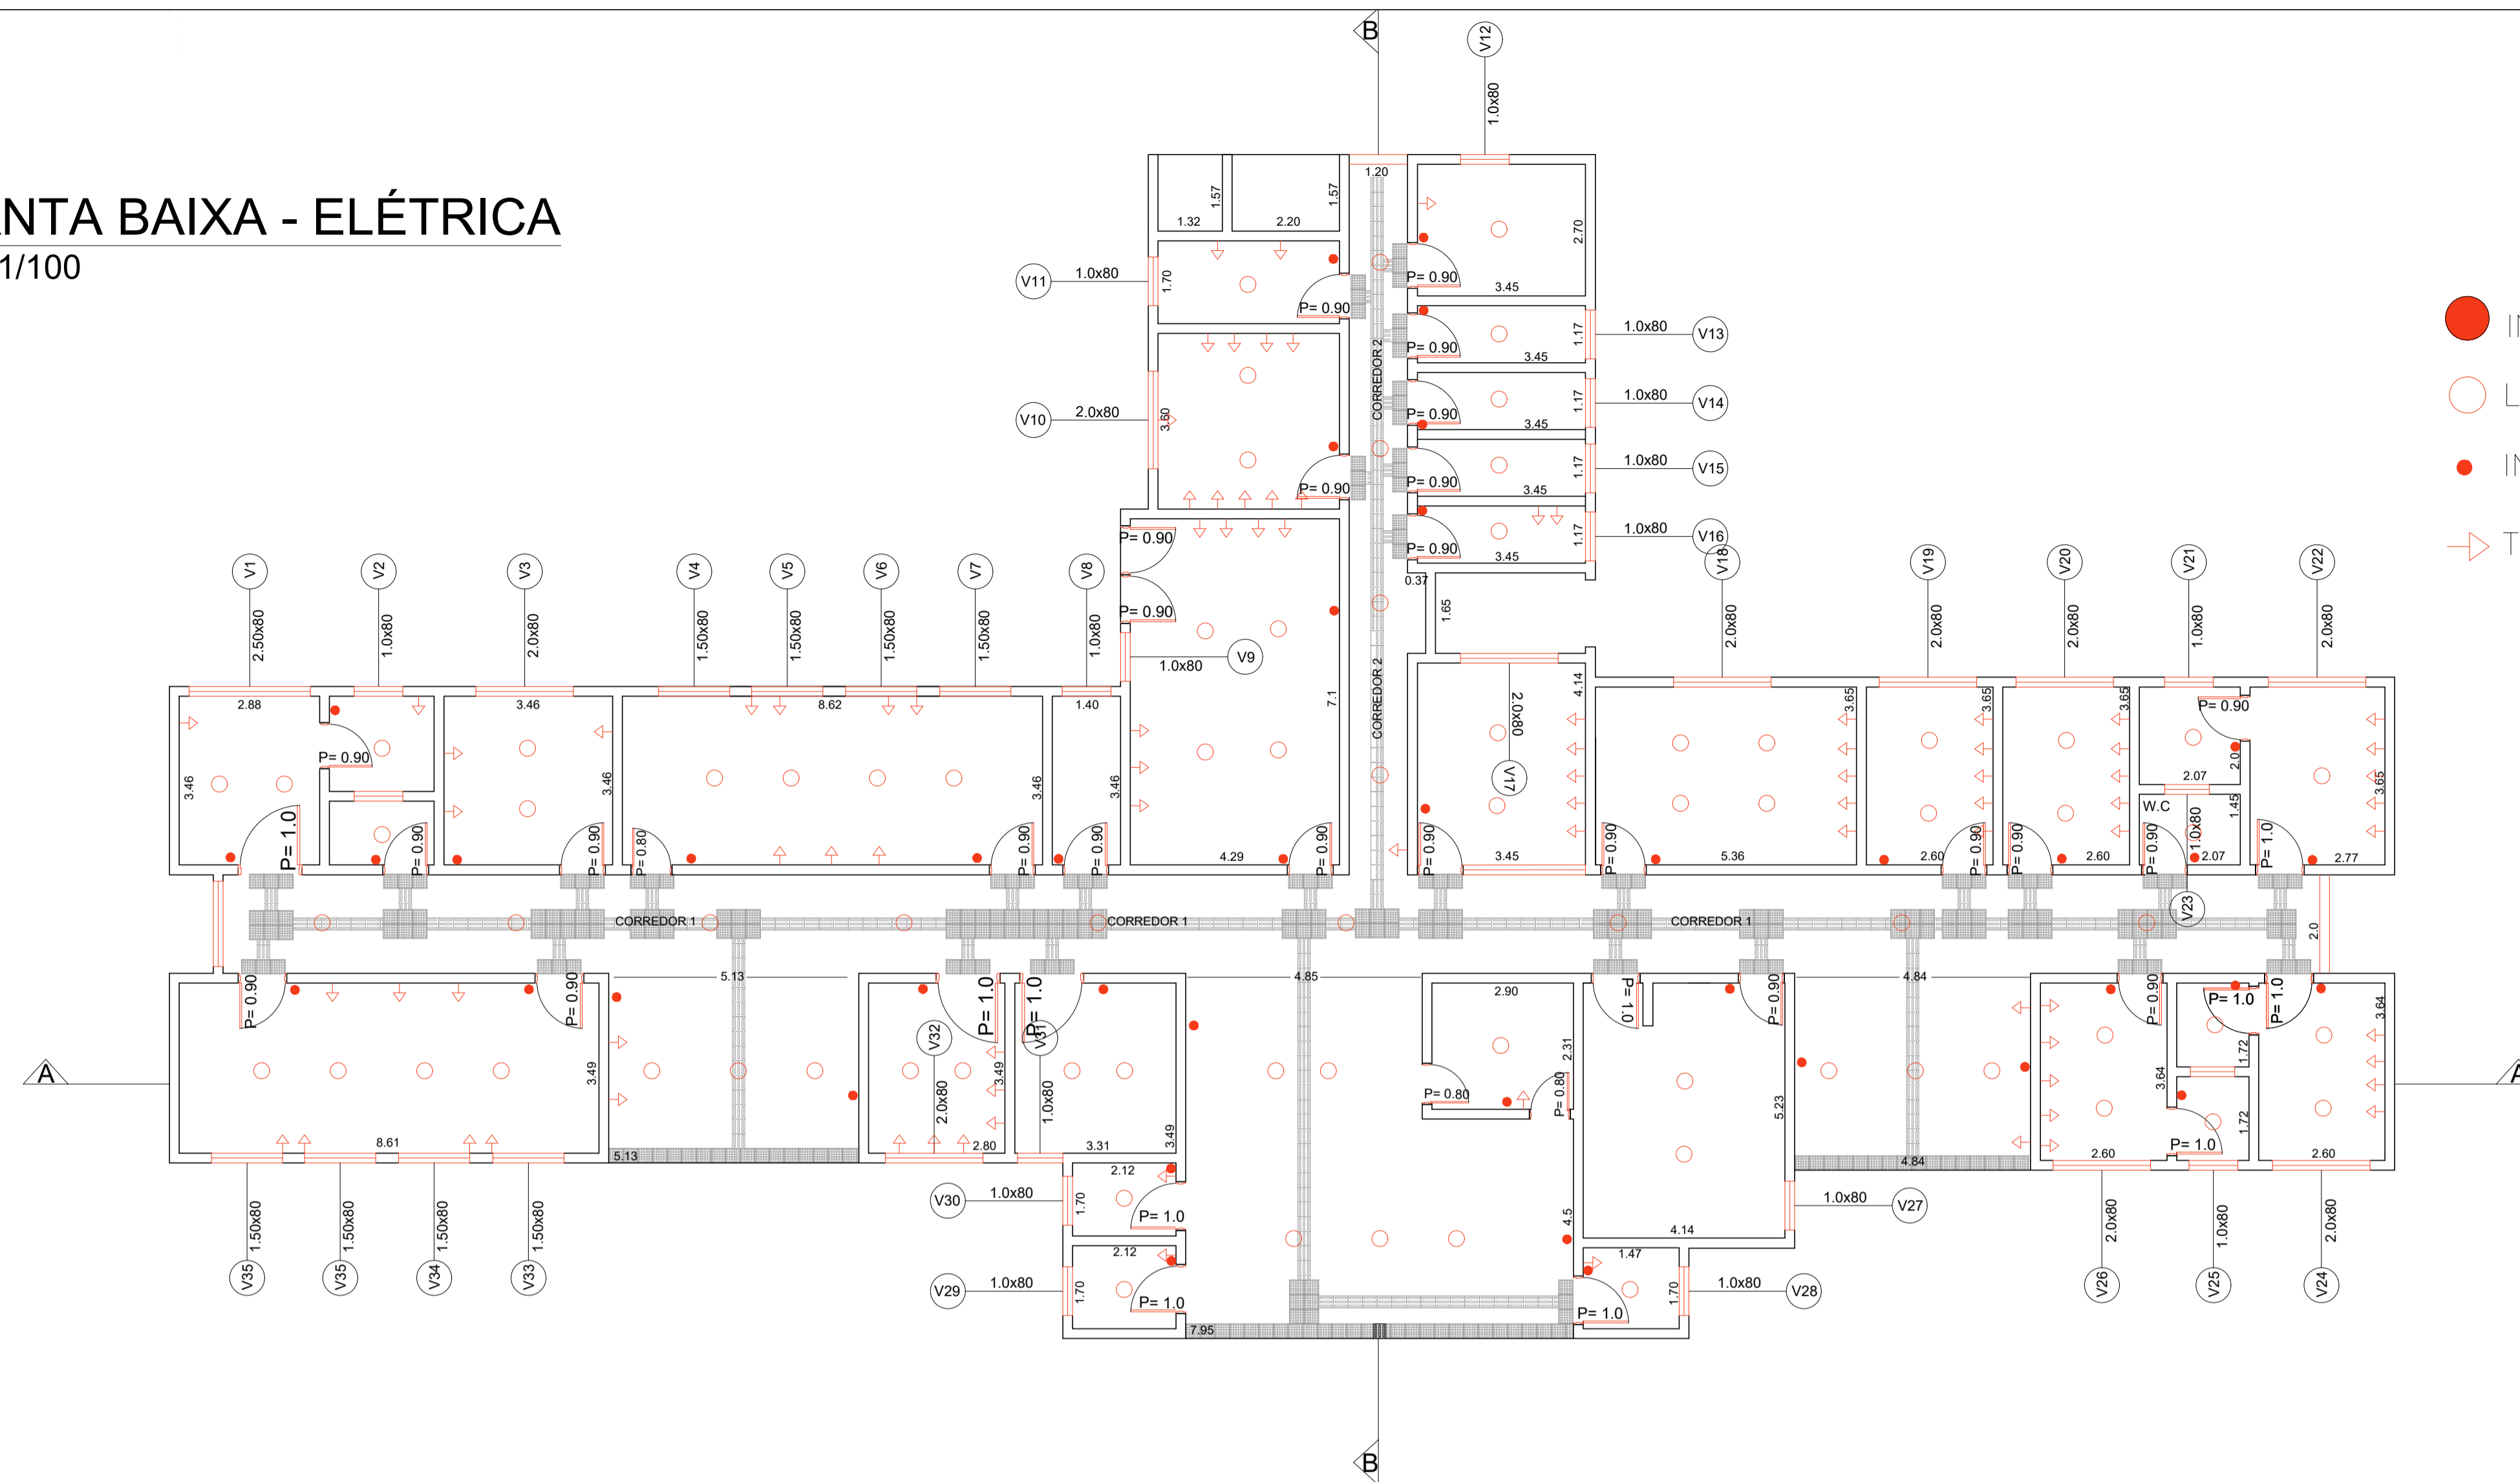 ANTA BAIXA - ELÉTRICA
1/100
B
V12
1.0x80
1.20
1.57
1.57
1.32
2.20
2.70
V11
1.0x80
1.70
P= 0.90
P= 0.90
3.45
IN
L
IN
T
CORREDOR 2
P= 0.90
3.45
1.17
1.0x80
V13
V10
2.0x80
3.60
P= 0.90
3.45
1.17
1.0x80
V14
P= 0.90
P= 0.90
3.45
1.17
1.0x80
V15
P= 0.90
P= 0.90
3.45
1.17
1.0x80
V16
P= 0.90
0.37
1.65
V1
V2
V3
V4
V5
V6
V7
V8
V18
V19
V20
V21
V22
2.50x80
1.0x80
2.0x80
1.50x80
1.50x80
1.50x80
1.50x80
1.0x80
1.0x80
V9
2.0x80
2.0x80
2.0x80
1.0x80
2.0x80
CORREDOR 2
2.88
3.46
8.62
1.40
7.1
4.14
2.0x80
V17
3.65
3.65
3.65
P= 0.90
P= 0.90
3.46
3.46
3.46
3.46
2.07
2.0
3.65
W.C
1.0x80
1.45
P= 1.0
P= 0.90
P= 0.90
P= 0.80
P= 0.90
P= 0.90
4.29
P= 0.90
P= 0.90
3.45
P= 0.90
5.36
2.60
P= 0.90
P= 0.90
2.60
P= 0.90
2.07
P= 1.0
2.77
V23
CORREDOR 1
CORREDOR 1
CORREDOR 1
2.0
P= 0.90
P= 0.90
5.13
P= 1.0
P= 1.0
4.85
2.90
P= 1.0
P= 0.90
4.84
P= 0.90
P= 1.0
P= 1.0
3.64
V32
V31
2.31
1.72
A
A
3.49
3.49
2.0x80
1.0x80
3.49
P= 0.80
P= 0.80
5.23
3.64
1.72
8.61
5.13
2.80
3.31
4.84
2.60
P= 1.0
2.60
2.12
V30
1.0x80
1.70
P= 1.0
4.5
4.14
1.0x80
V27
1.50x80
1.50x80
1.50x80
1.50x80
2.0x80
1.0x80
2.0x80
V35
V35
V34
V33
2.12
V29
1.0x80
1.70
P= 1.0
1.47
1.70
P= 1.0
1.0x80
V28
V26
V25
V24
7.95
B